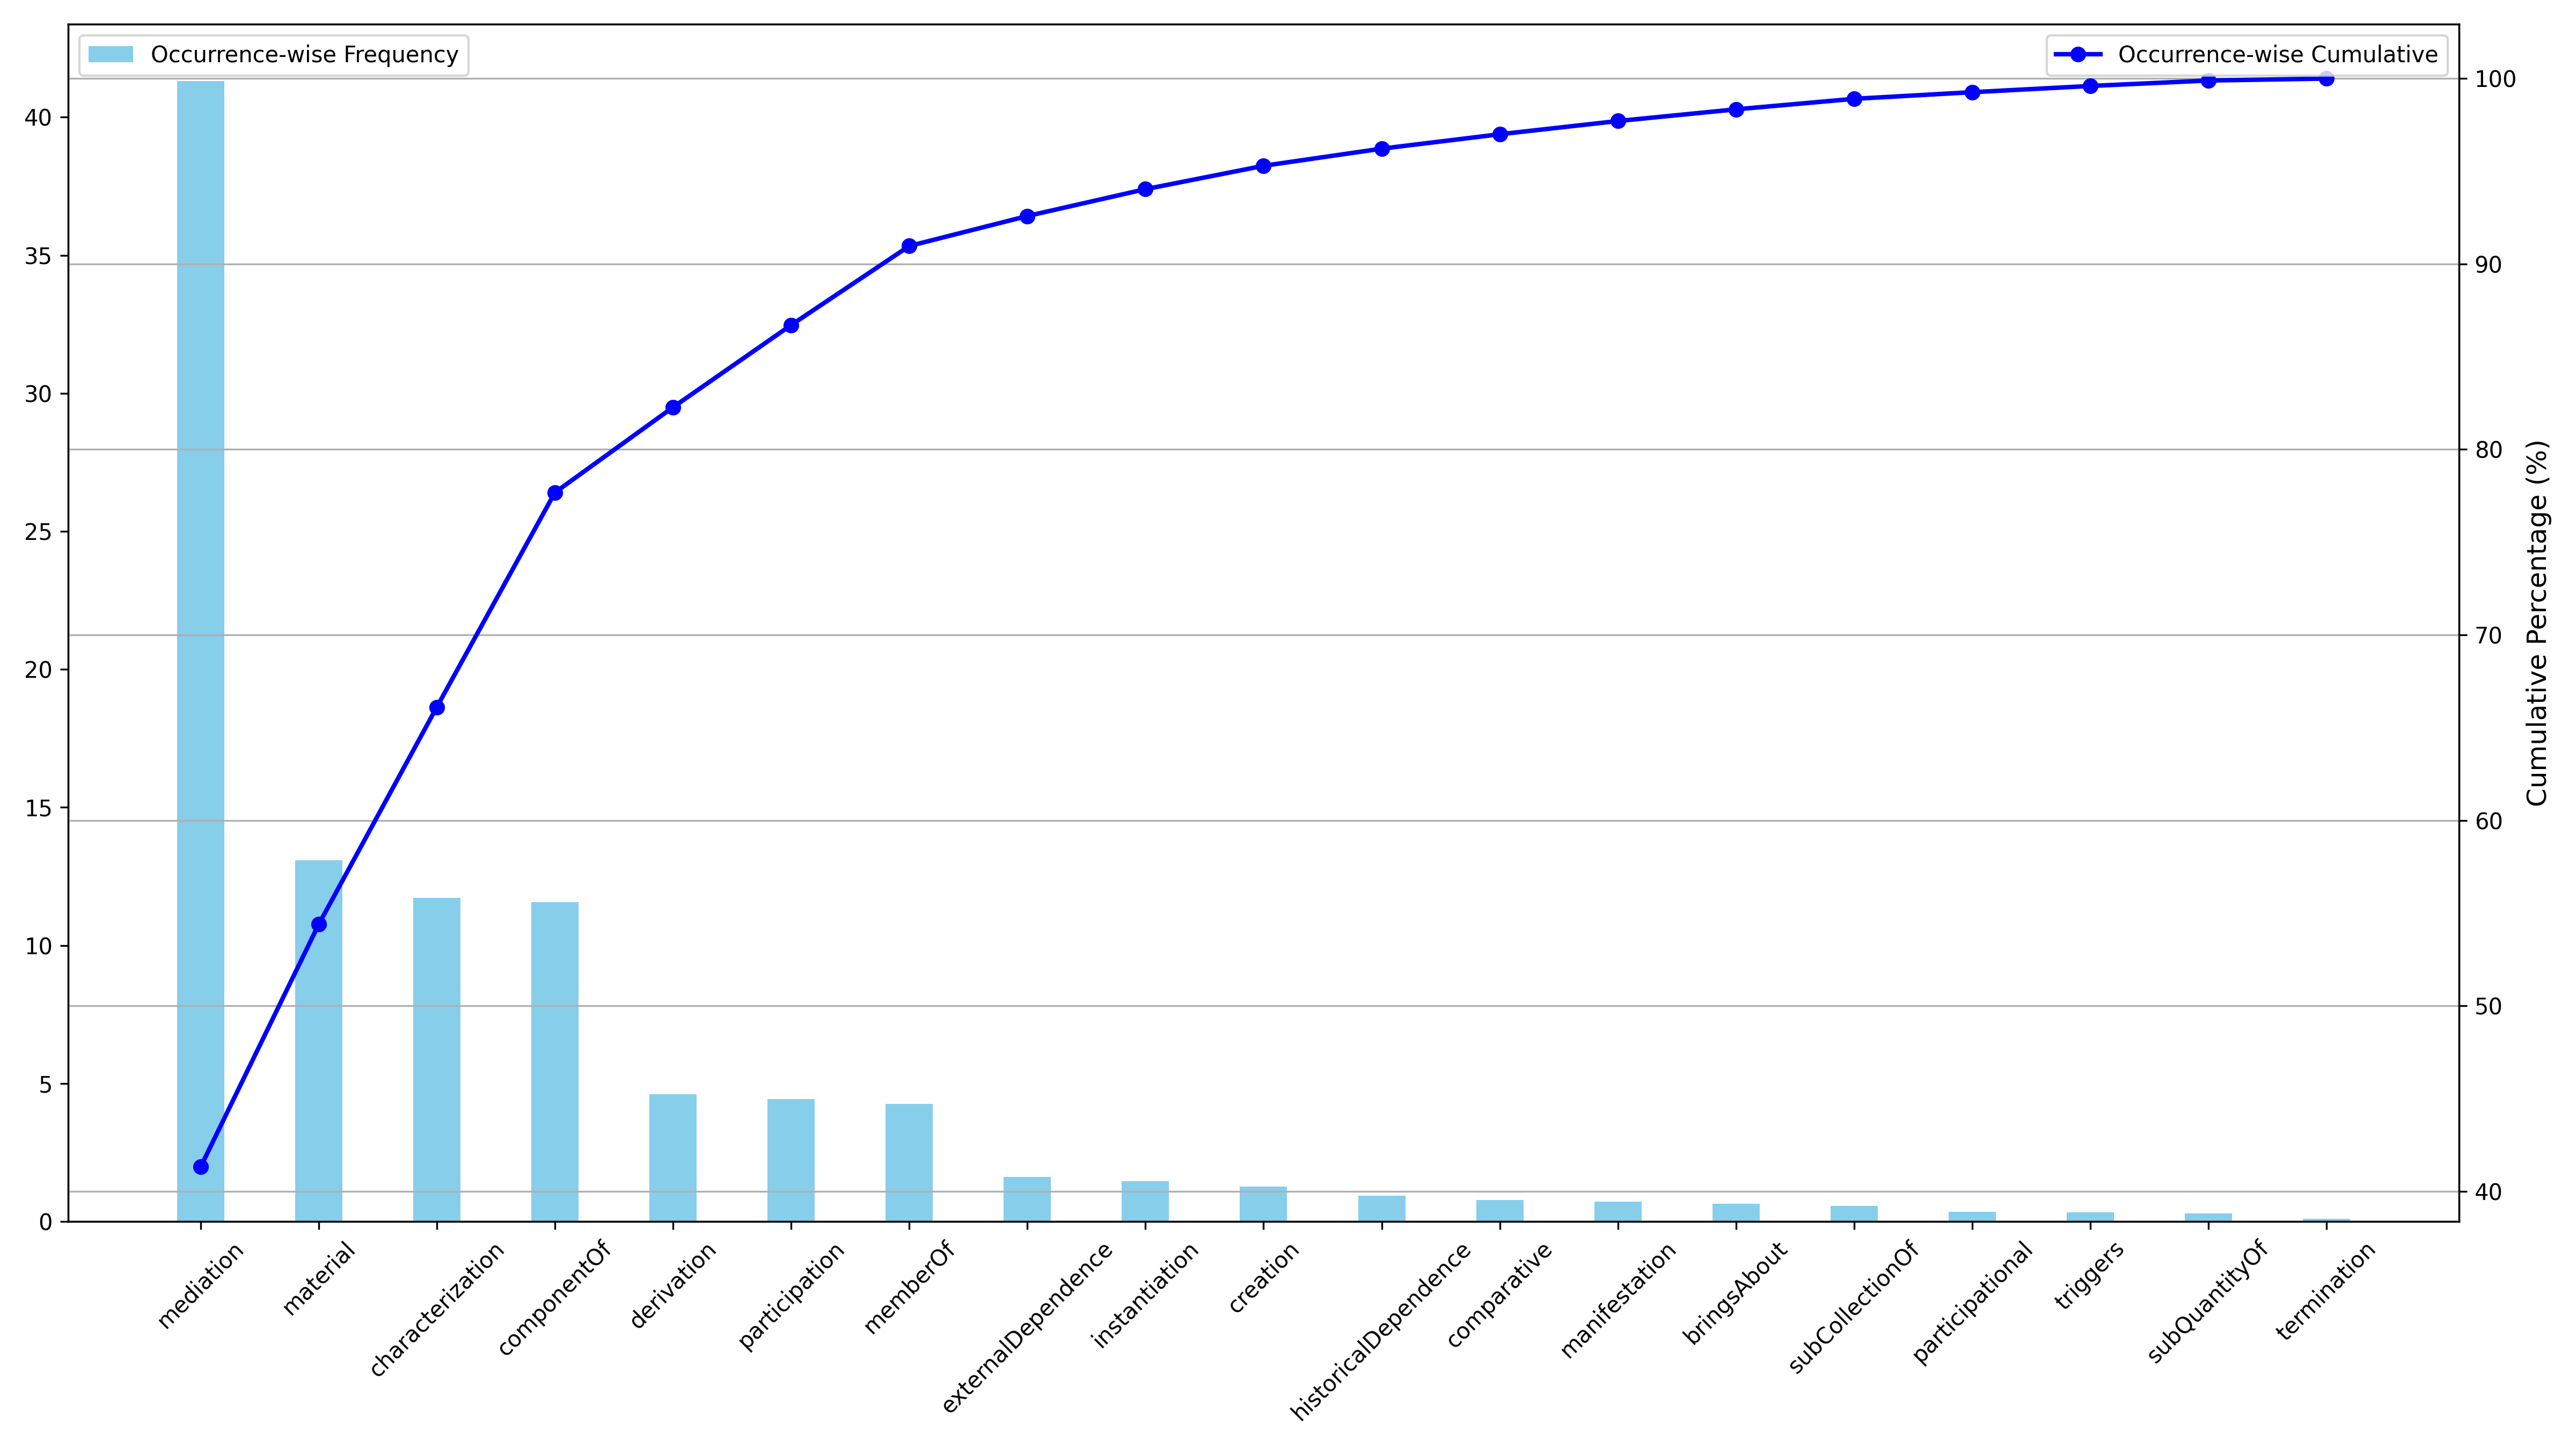 Occurrence-wise Frequency
Occurrence-wise Cumulative
40
35
30
25
20
15
10
5
0
100
90
80
70
60
50
40
Cumulative Percentage (%)
mediation
material
characterization
componentOf
derivation
participation
memberOf
externalDependence
instantiation
creation
historicalDependence
comparative
manifestation
bringsAbout
subCollectionOf
participational
triggers
subQuantityOf
termination